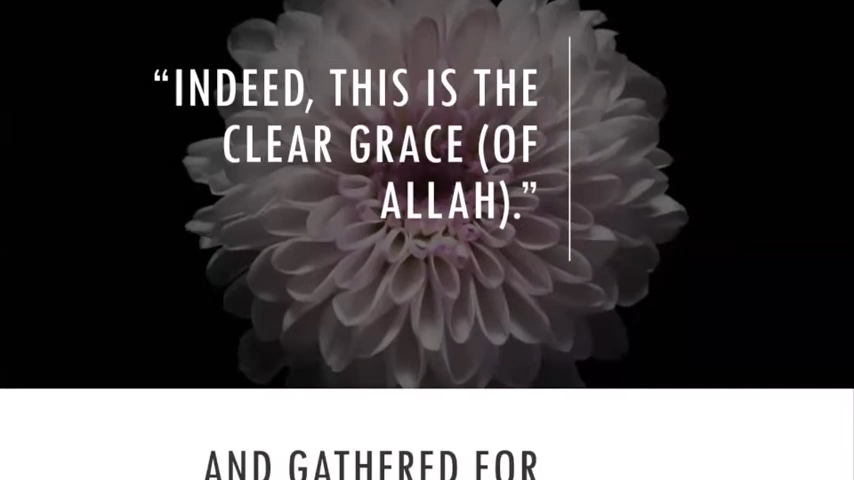 “INDEED, THIS IS THE
CLEAR GRACE (OF
ALLAH).”
AND GATHERED FOR